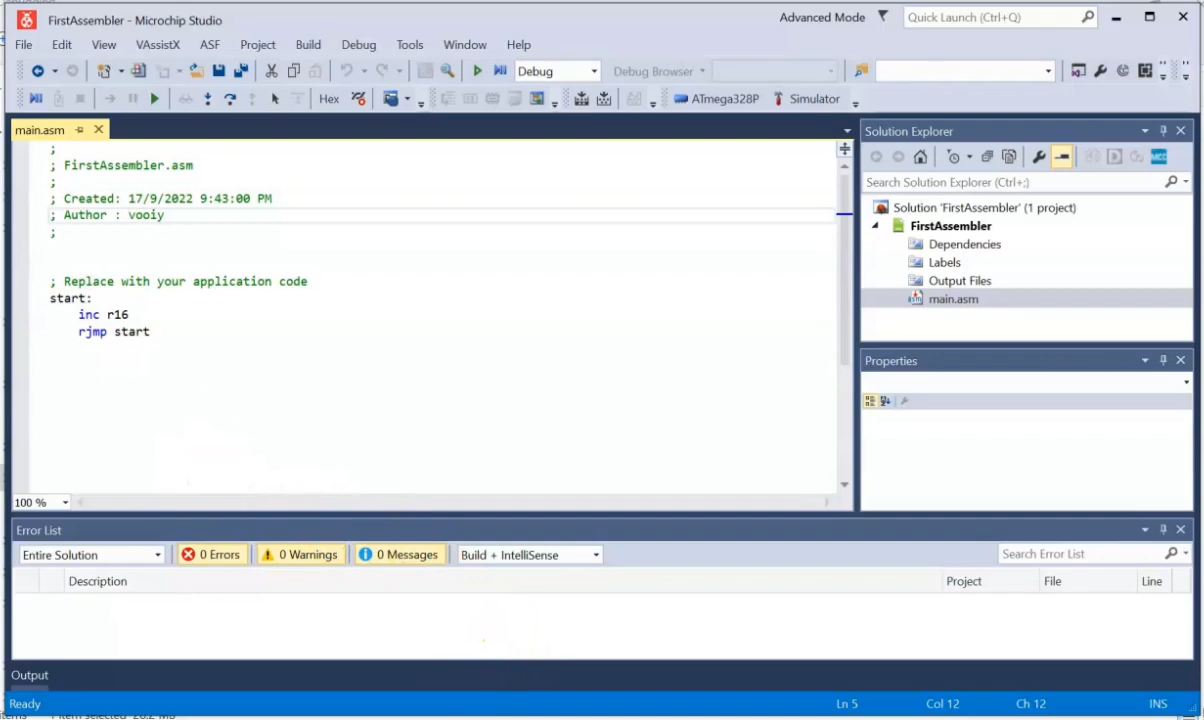 FirstAssembler - Microchip Studio
Advanced Mode
Quick Launch (Ctrl+Q)
File Edit View VAssistX ASF Project Build Debug Tools Window Help
Debug
Debug Browser
Hex
ATmega328P
Simulator
main.asm
;
; FirstAssembler.asm
;
; Created: 17/9/2022 9:43:00 PM
; Author : vooiy
;
; Replace with your application code
start:
inc r16
rjmp start
100 %
Solution Explorer
Search Solution Explorer (Ctrl+;)
Solution 'FirstAssembler' (1 project)
FirstAssembler
Dependencies
Labels
Output Files
main.asm
Properties
Error List
Entire Solution
0 Errors
0 Warnings
0 Messages
Build + IntelliSense
Search Error List
Description Project File Line
Output
Ready Ln 5 Col 12 Ch 12 INS